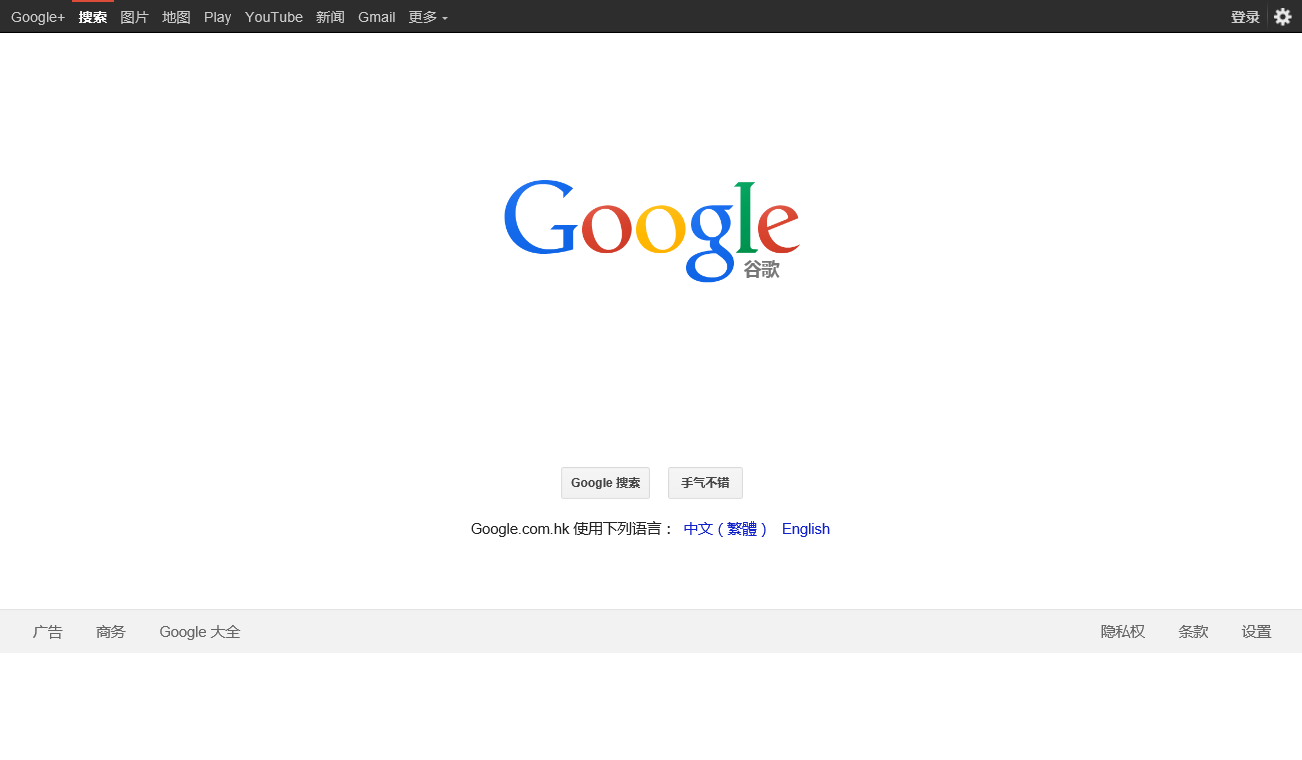 Google+ 搜索 图片 地图 Play YouTube 新闻 Gmail 更多 登录
Google
谷歌
Google 搜索 手气不错
Google.com.hk 使用下列语言： 中文（繁體） English
广告 商务 Google 大全 隐私权 条款 设置